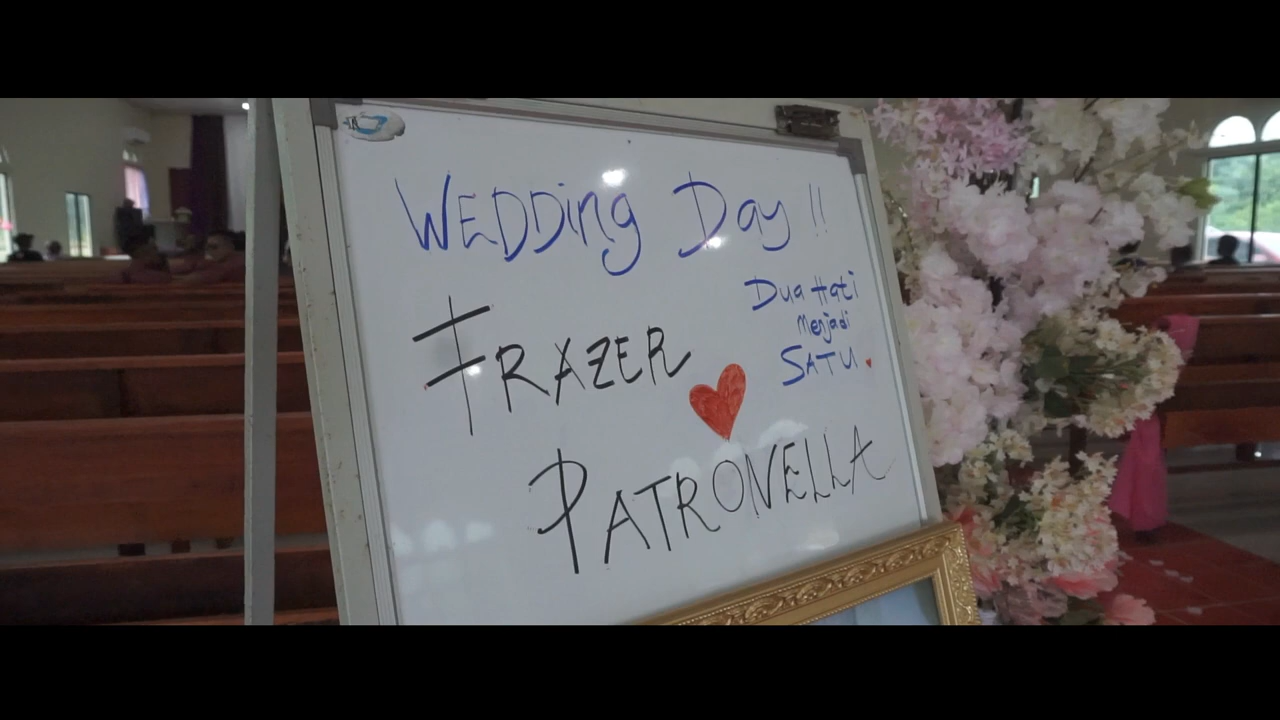 WEDDing Day !!
Dua Hati
Menjadi
SATU.
FRAZER
PATRONELLA